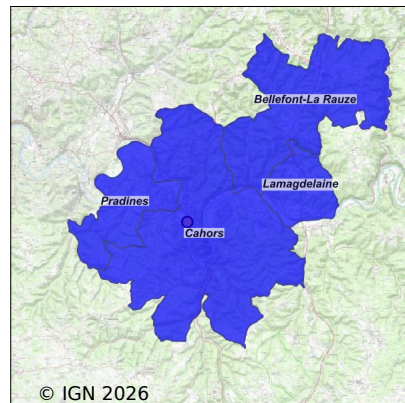 Bellefont-La Rauze
Lamagdelaine
Pradines
Cahors
© IGN 2026